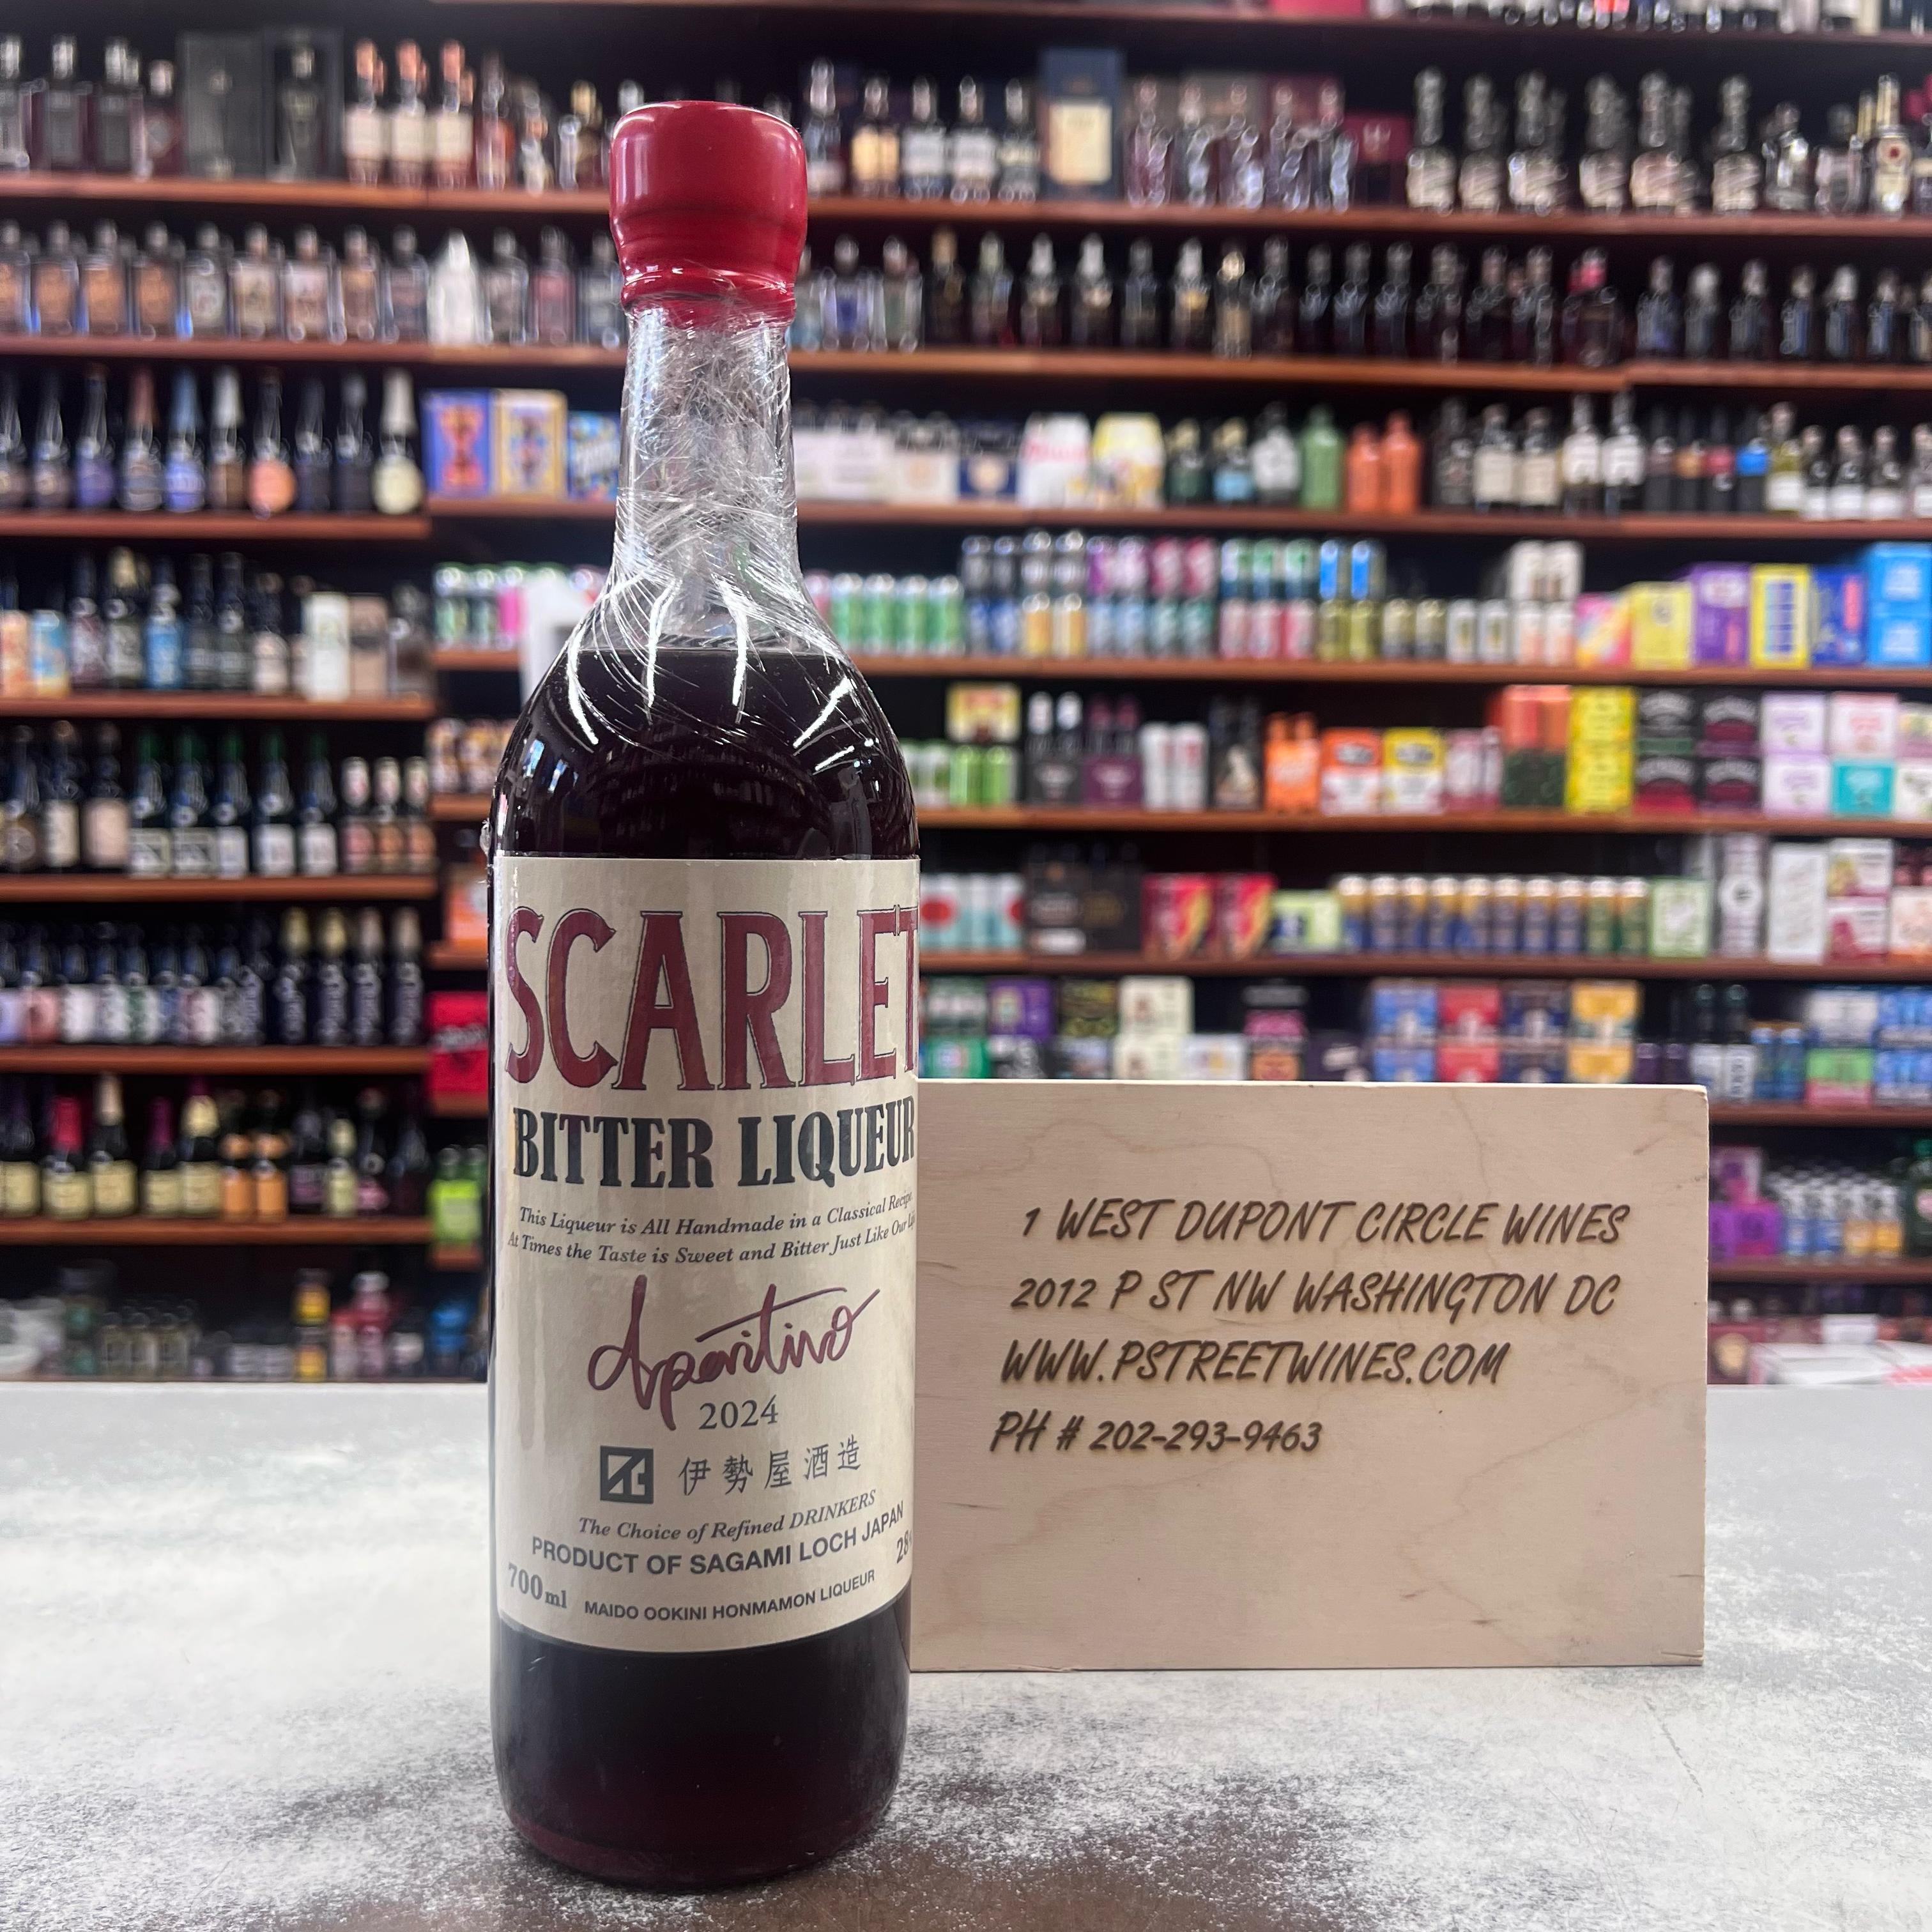 SCARLET
BITTER LIQUEUR
This Liqueur is All Handmade in a Classical Recipe.
At Times the Taste is Sweet and Bitter Just Like Our
Aperitivo
2024
伊勢屋酒造
The Choice of Refined DRINKERS
PRODUCT OF SAGAMI LOCH JAPAN
700ml
MAIDO OOKINI HONMAMON LIQUEUR
1 WEST DUPONT CIRCLE WINES
2012 P ST NW WASHINGTON DC
WWW.PSTREETWINES.COM
PH # 202-293-9463